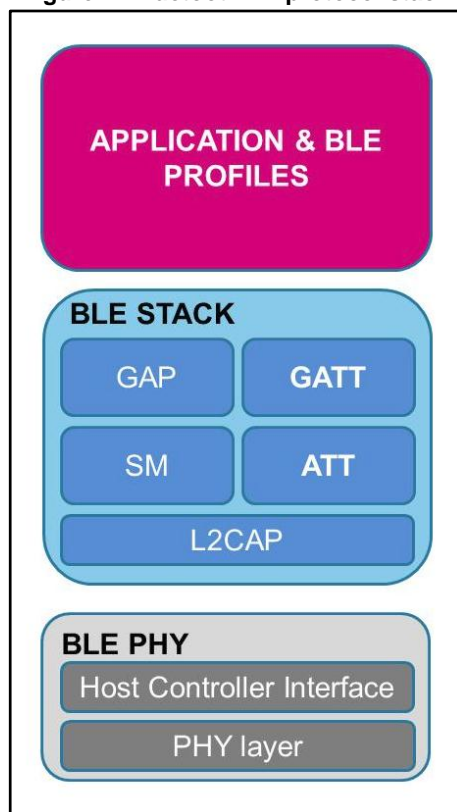 APPLICATION & BLE
PROFILES
BLE STACK
GAP
GATT
SM
ATT
L2CAP
BLE PHY
Host Controller Interface
PHY layer